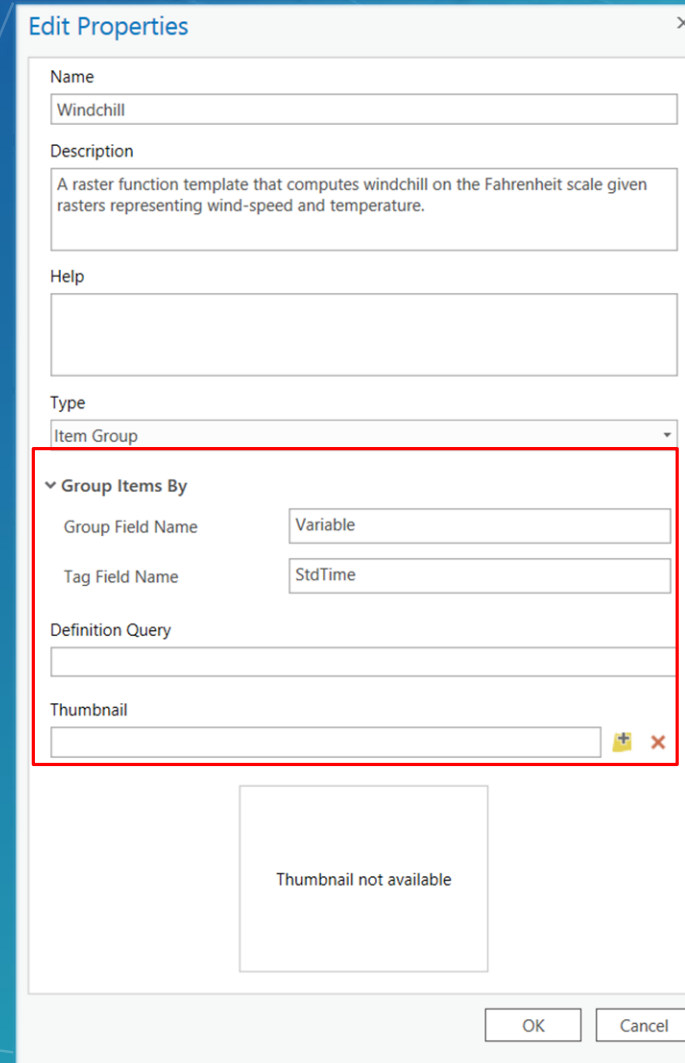 Edit Properties
Name
Windchill
Description
A raster function template that computes windchill on the Fahrenheit scale given
rasters representing wind-speed and temperature.
Help
Type
Item Group
Group Items By
Group Field Name
Variable
Tag Field Name
StdTime
Definition Query
Thumbnail
Thumbnail not available
OK
Cancel